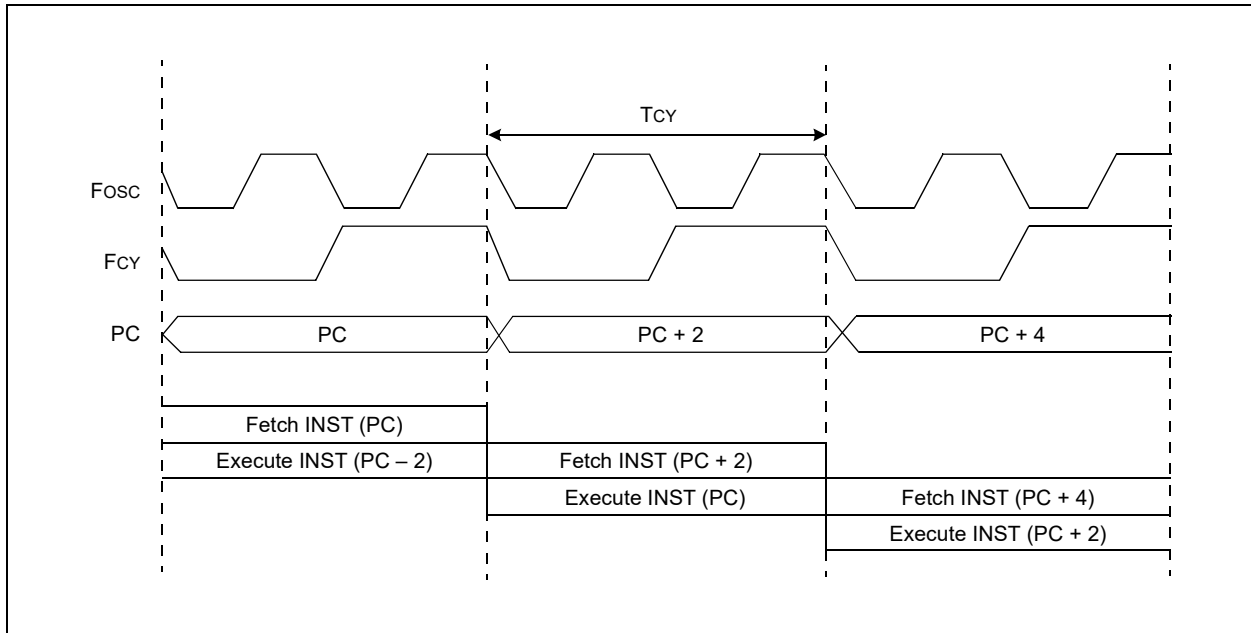 TCY
FOSC
FCY
PC
PC
PC + 2
PC + 4
Fetch INST (PC)
Execute INST (PC – 2)
Fetch INST (PC + 2)
Execute INST (PC)
Fetch INST (PC + 4)
Execute INST (PC + 2)